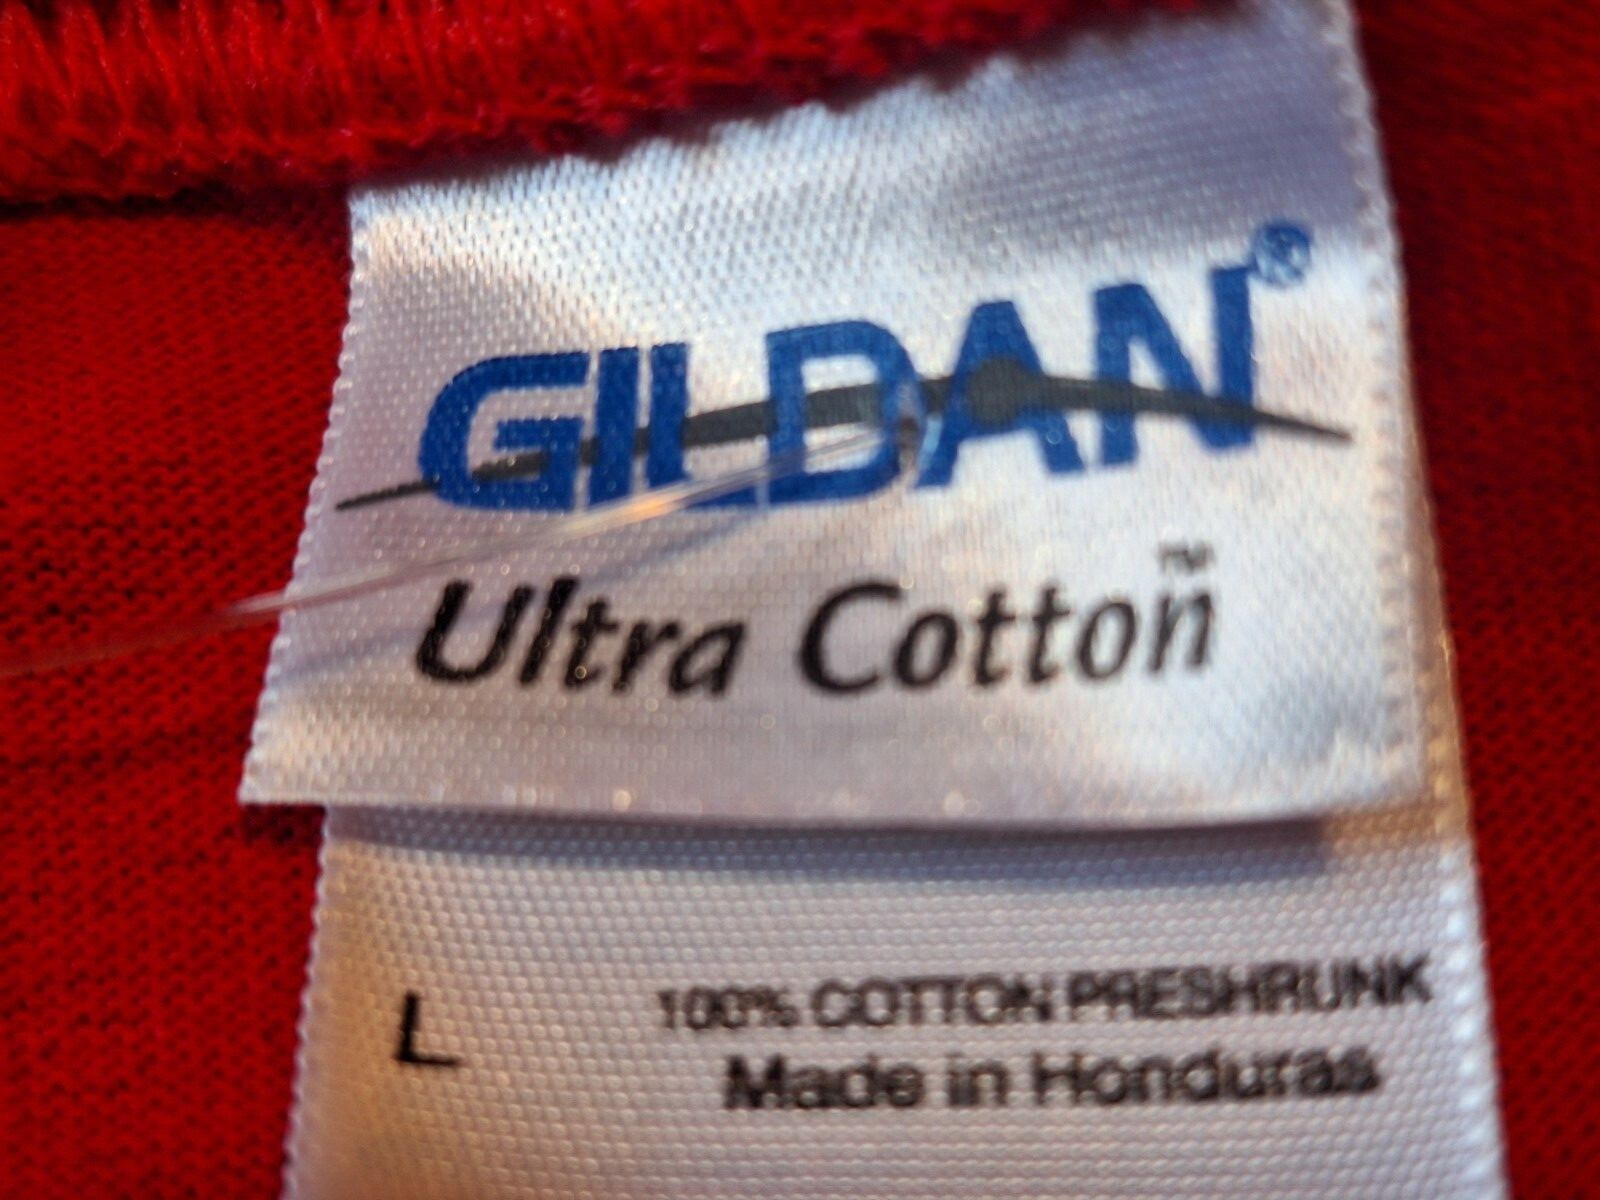 GILDAN®
Ultra Cotton™
L
100% COTTON PRESHRUNK
Made in Honduras